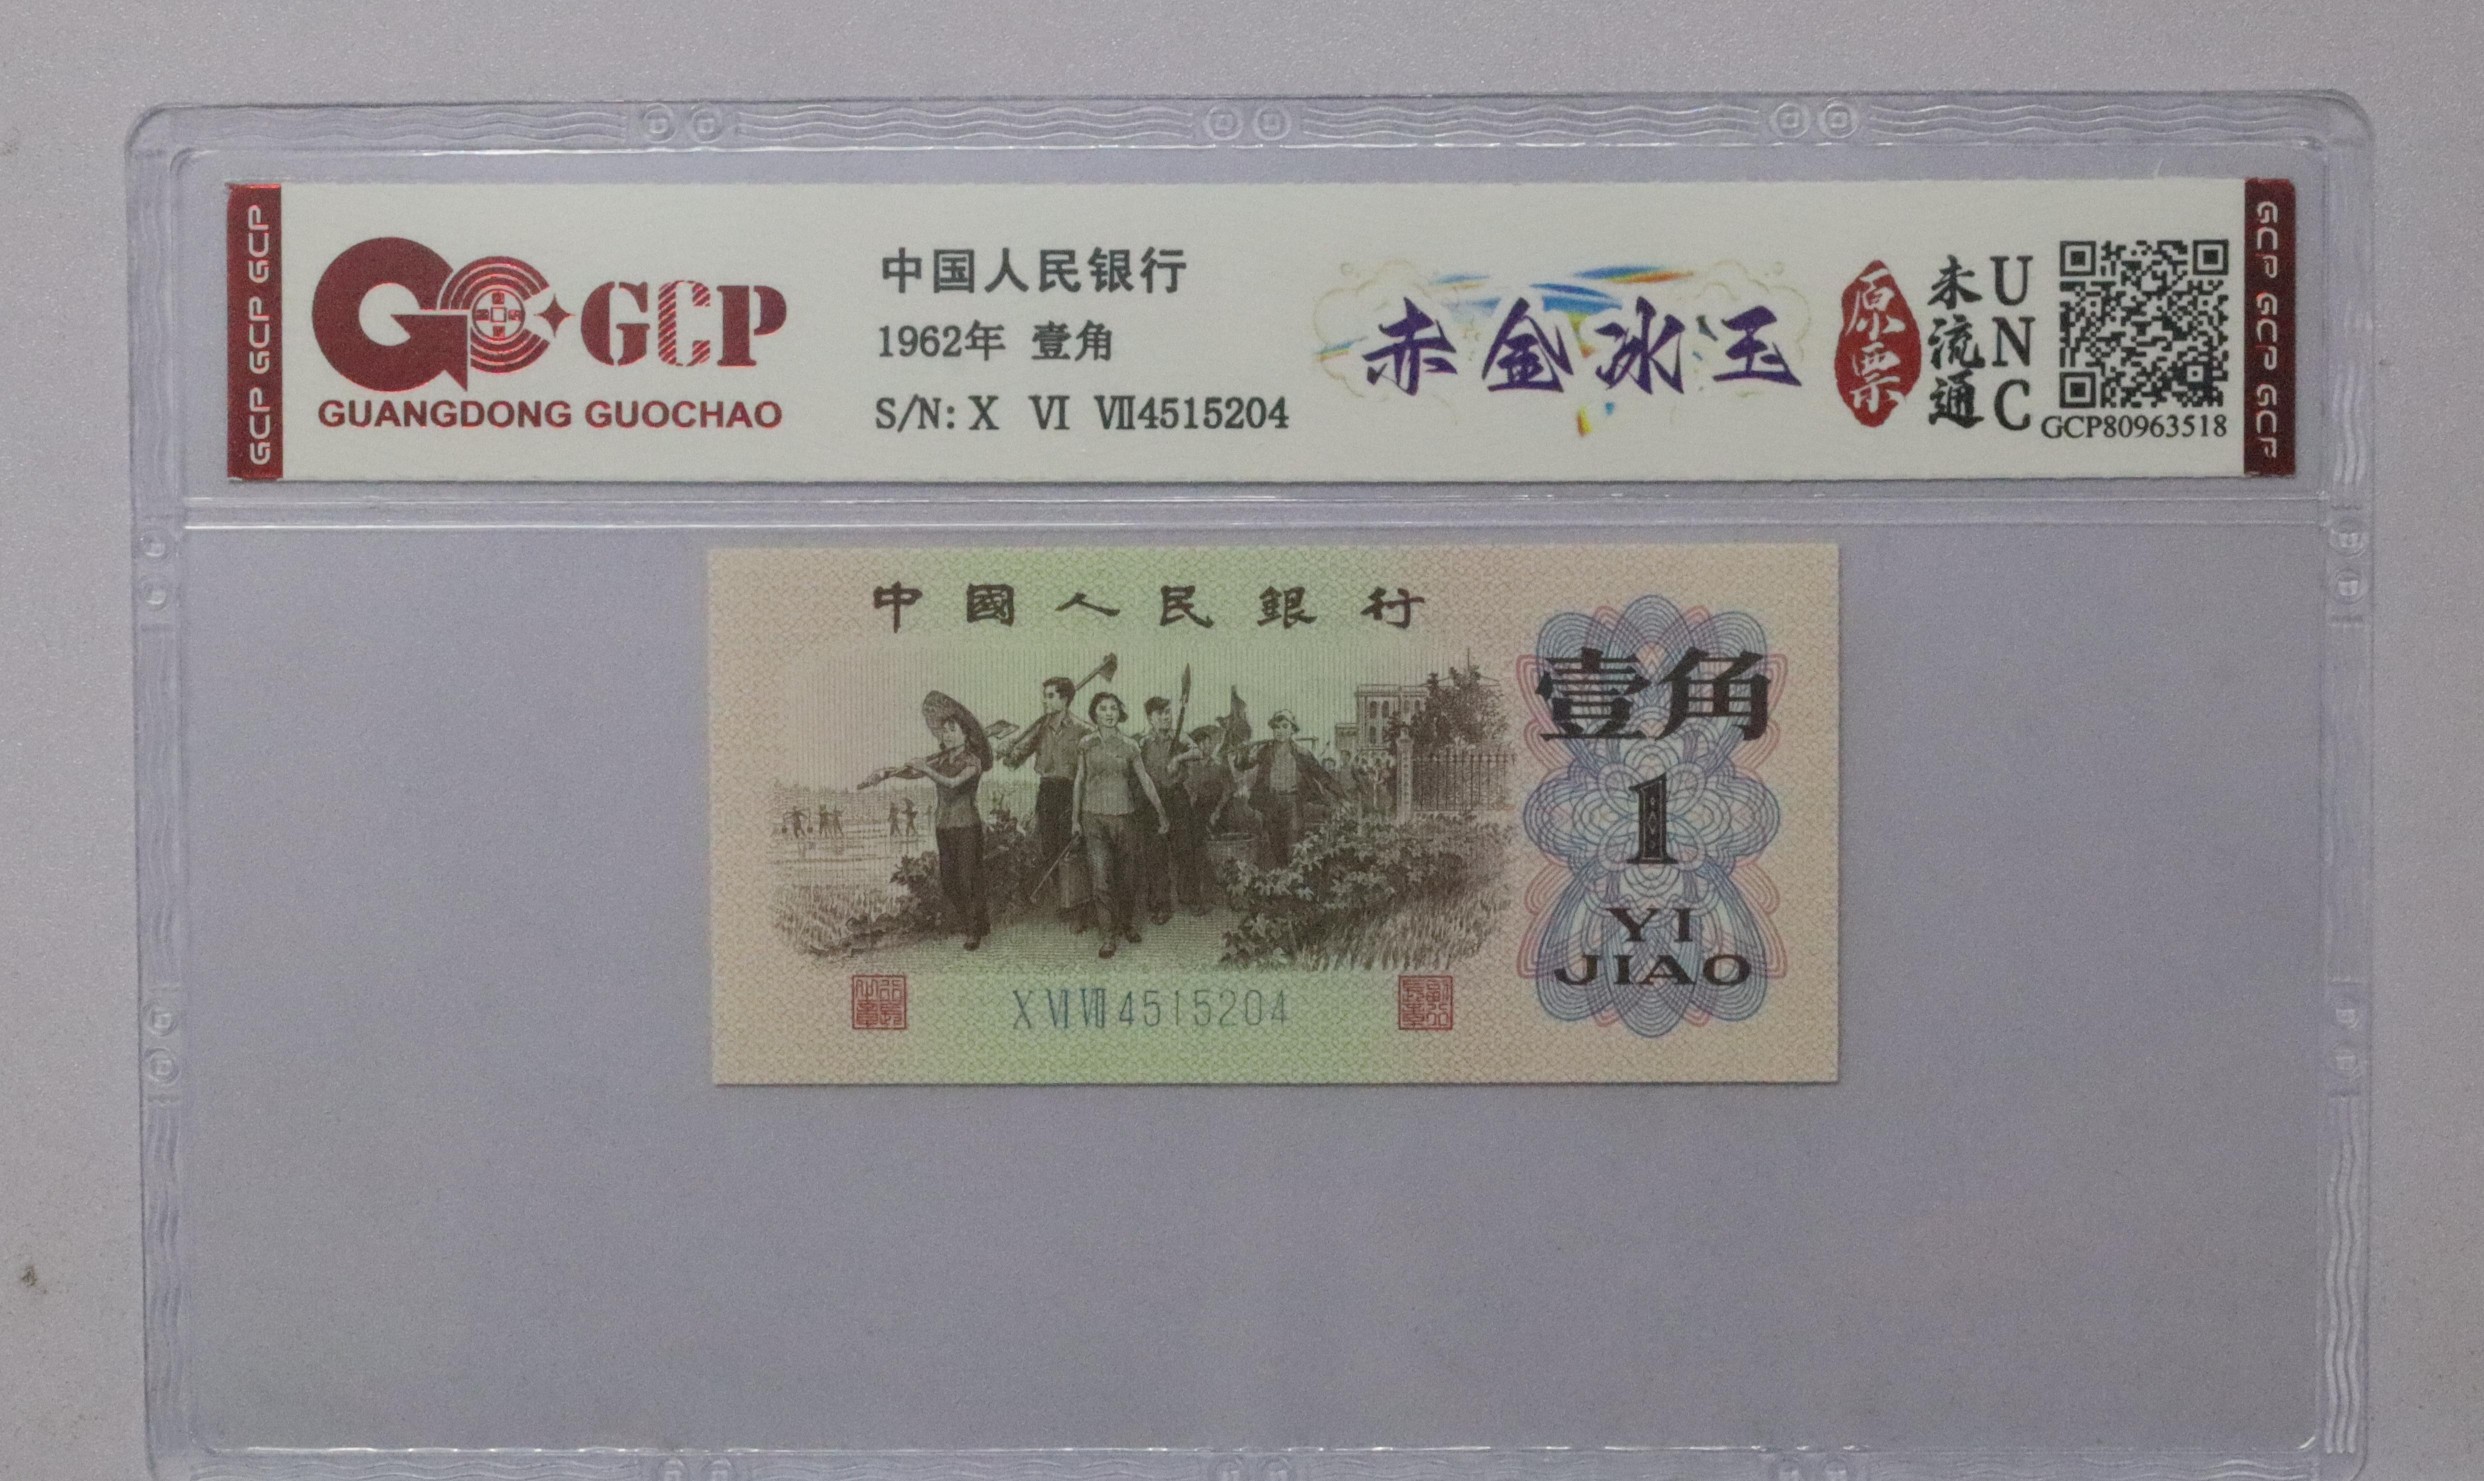 GCP GCP GCP
GCP
GUANGDONG GUOCHAO
中国人民银行
1962年 壹角
S/N: X VI VII4515204
赤金冰玉
原票
未流通
UNC
GCP80963518
GCP GCP GCP
中國人民銀行
壹角
1
YI
JIAO
X VI VII 4515204